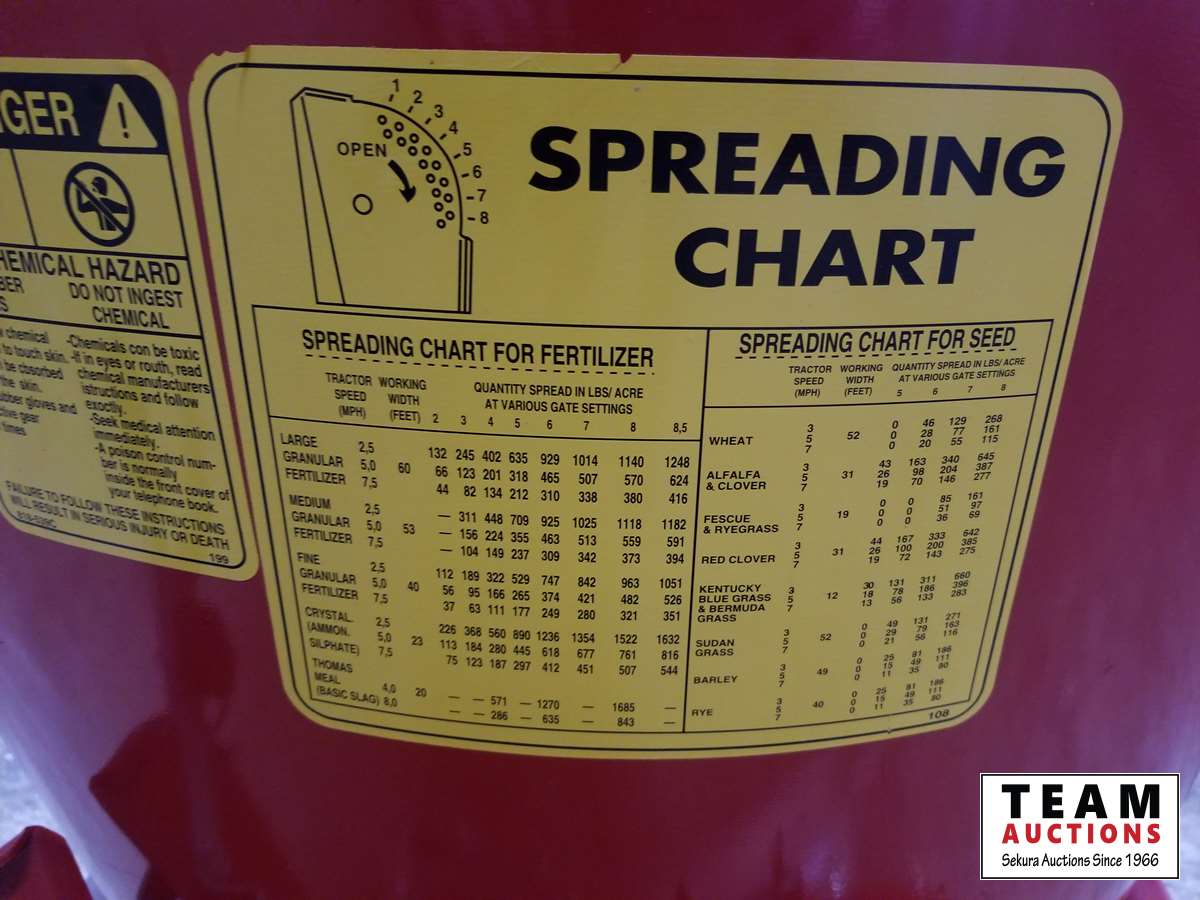 NGER
HEMICAL HAZARD
DO NOT INGEST
CHEMICAL
chemical
to touch skin.
the skin.
gloves and
gear
times
-Chemicals con be toxic
-If in eyes or routh, read
chemical manufacturers
istructions and follow
exoctly.
-Seek medical attention
immediately.
-A poison control num-
ber is normally
inside the front cover of
your telephone book.
FAILURE TO FOLLOW THESE INSTRUCTIONS
WILL RESULT IN SERIOUS INJURY OR DEATH
199
1
2
3
4
5
6
7
8
OPEN
SPREADING
CHART
SPREADING CHART FOR FERTILIZER
TRACTOR SPEED (MPH)
WORKING WIDTH (FEET)
QUANTITY SPREAD IN LBS/ ACRE
AT VARIOUS GATE SETTINGS
2 3 4 5 6 7 8 8,5
LARGE 2,5 132 245 402 635 929 1014 1140 1248
GRANULAR 5,0 60 66 123 201 318 465 507 570 624
FERTILIZER 7,5 44 82 134 212 310 338 380 416
MEDIUM 2,5 — 311 448 709 925 1025 1118 1182
GRANULAR 5,0 53 — 156 224 355 463 513 559 591
FERTILIZER 7,5 — 104 149 237 309 342 373 394
FINE 2,5 112 189 322 529 747 842 963 1051
GRANULAR 5,0 40 56 95 166 265 374 421 482 526
FERTILIZER 7,5 37 63 111 177 249 280 321 351
CRYSTAL. 2,5 226 368 560 890 1236 1354 1522 1632
(AMMON. 5,0 23 113 184 280 445 618 677 761 816
SILPHATE) 7,5 75 123 187 297 412 451 507 544
THOMAS
MEAL 4,0 20 — — 571 — 1270 — 1685 —
(BASIC SLAG) 8,0 — — 286 — 635 — 843 —
SPREADING CHART FOR SEED
TRACTOR SPEED (MPH)
WORKING WIDTH (FEET)
QUANTITY SPREAD IN LBS/ ACRE
AT VARIOUS GATE SETTINGS
5 6 7 8
3 0 46 129 268
WHEAT 5 52 0 28 77 161
7 0 20 55 115
3 43 163 340 645
ALFALFA 5 31 26 98 204 387
& CLOVER 7 19 70 146 277
3 0 0 85 161
FESCUE 5 19 0 0 51 97
& RYEGRASS 7 0 0 36 69
3 44 167 333 642
RED CLOVER 5 31 26 100 200 385
7 19 72 143 275
KENTUCKY 3 30 131 311 660
BLUE GRASS 5 12 18 78 186 396
& BERMUDA 7 13 56 133 283
GRASS
3 0 49 131 271
SUDAN 5 52 0 29 79 163
GRASS 7 0 21 56 116
3 0 25 81 186
BARLEY 5 49 0 15 49 111
7 0 11 35 80
3 0 25 81 186
RYE 5 40 0 15 49 111
7 0 11 35 80
108
TEAM
AUCTIONS
Sekura Auctions Since 1966